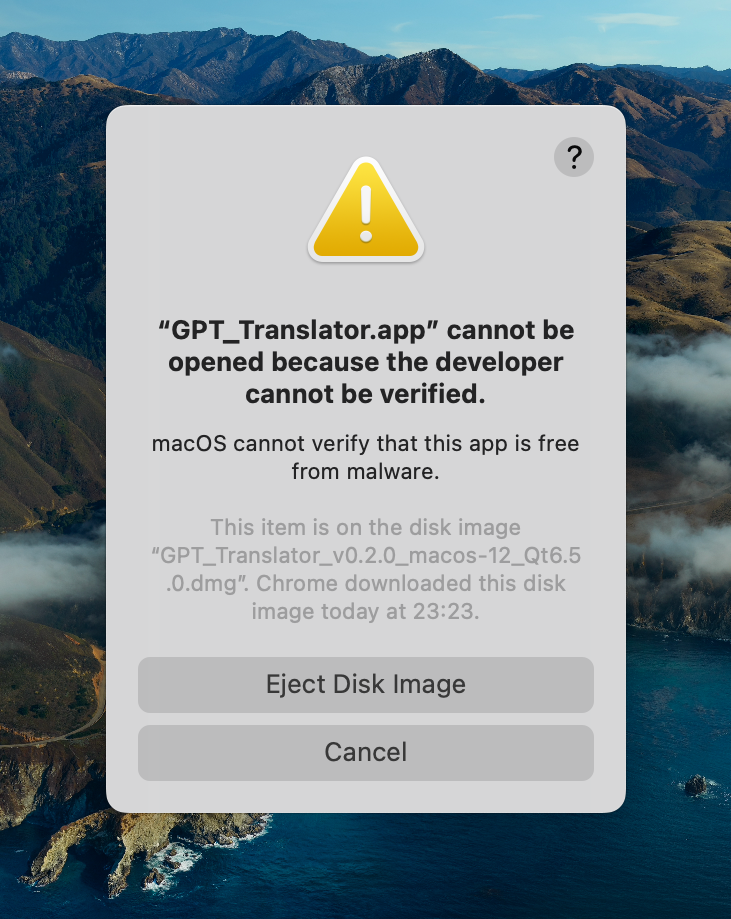 ?
“GPT_Translator.app” cannot be
opened because the developer
cannot be verified.
macOS cannot verify that this app is free
from malware.
This item is on the disk image
“GPT_Translator_v0.2.0_macos-12_Qt6.5
.0.dmg”. Chrome downloaded this disk
image today at 23:23.
Eject Disk Image
Cancel